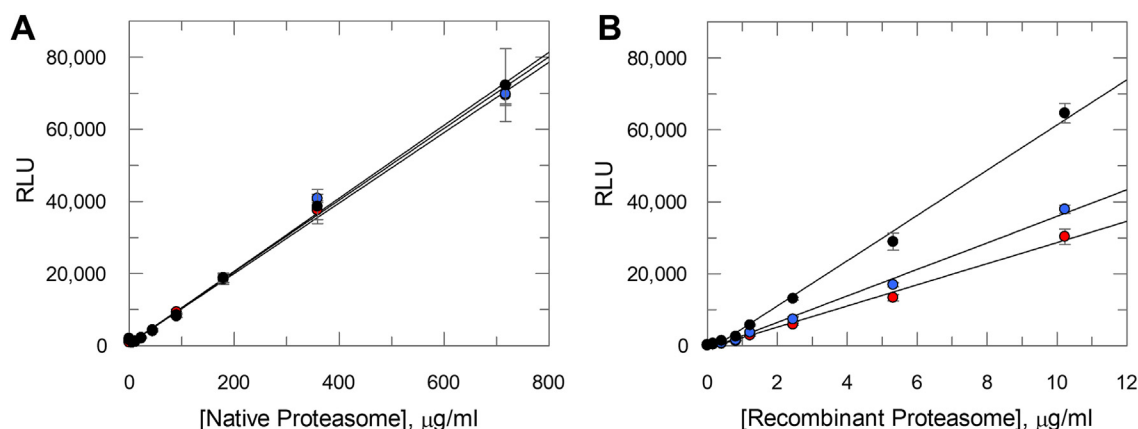 A
B
80,000
60,000
40,000
20,000
0
RLU
0 200 400 600 800
[Native Proteasome], μg/ml
80,000
60,000
40,000
20,000
0
RLU
0 2 4 6 8 10 12
[Recombinant Proteasome], μg/ml